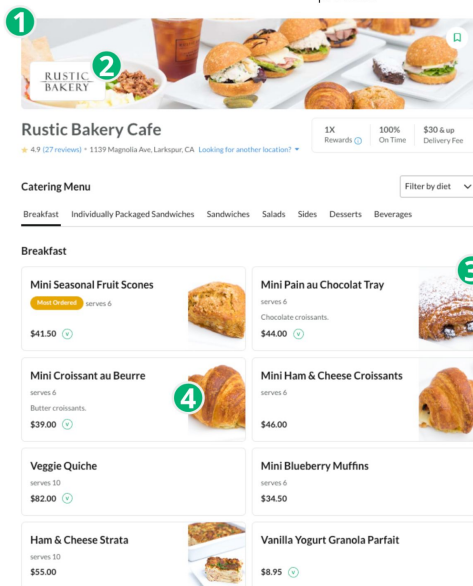 1
RUSTIC
BAKERY
2
Rustic Bakery Cafe
4.9 (27 reviews) • 1139 Magnolia Ave, Larkspur, CA Looking for another location?
1X
Rewards
100%
On Time
$30 & up
Delivery Fee
Catering Menu
Filter by diet
Breakfast Individually Packaged Sandwiches Sandwiches Salads Sides Desserts Beverages
Breakfast
Mini Seasonal Fruit Scones
Most Ordered serves 6
$41.50 V
Mini Pain au Chocolat Tray
serves 6
Chocolate croissants.
$44.00 V
3
Mini Croissant au Beurre
serves 6
Butter croissants.
$39.00 V
4
Mini Ham & Cheese Croissants
serves 6
$46.00
Veggie Quiche
serves 10
$82.00 V
Mini Blueberry Muffins
serves 6
$34.50
Ham & Cheese Strata
serves 10
$55.00
Vanilla Yogurt Granola Parfait
$8.95 V